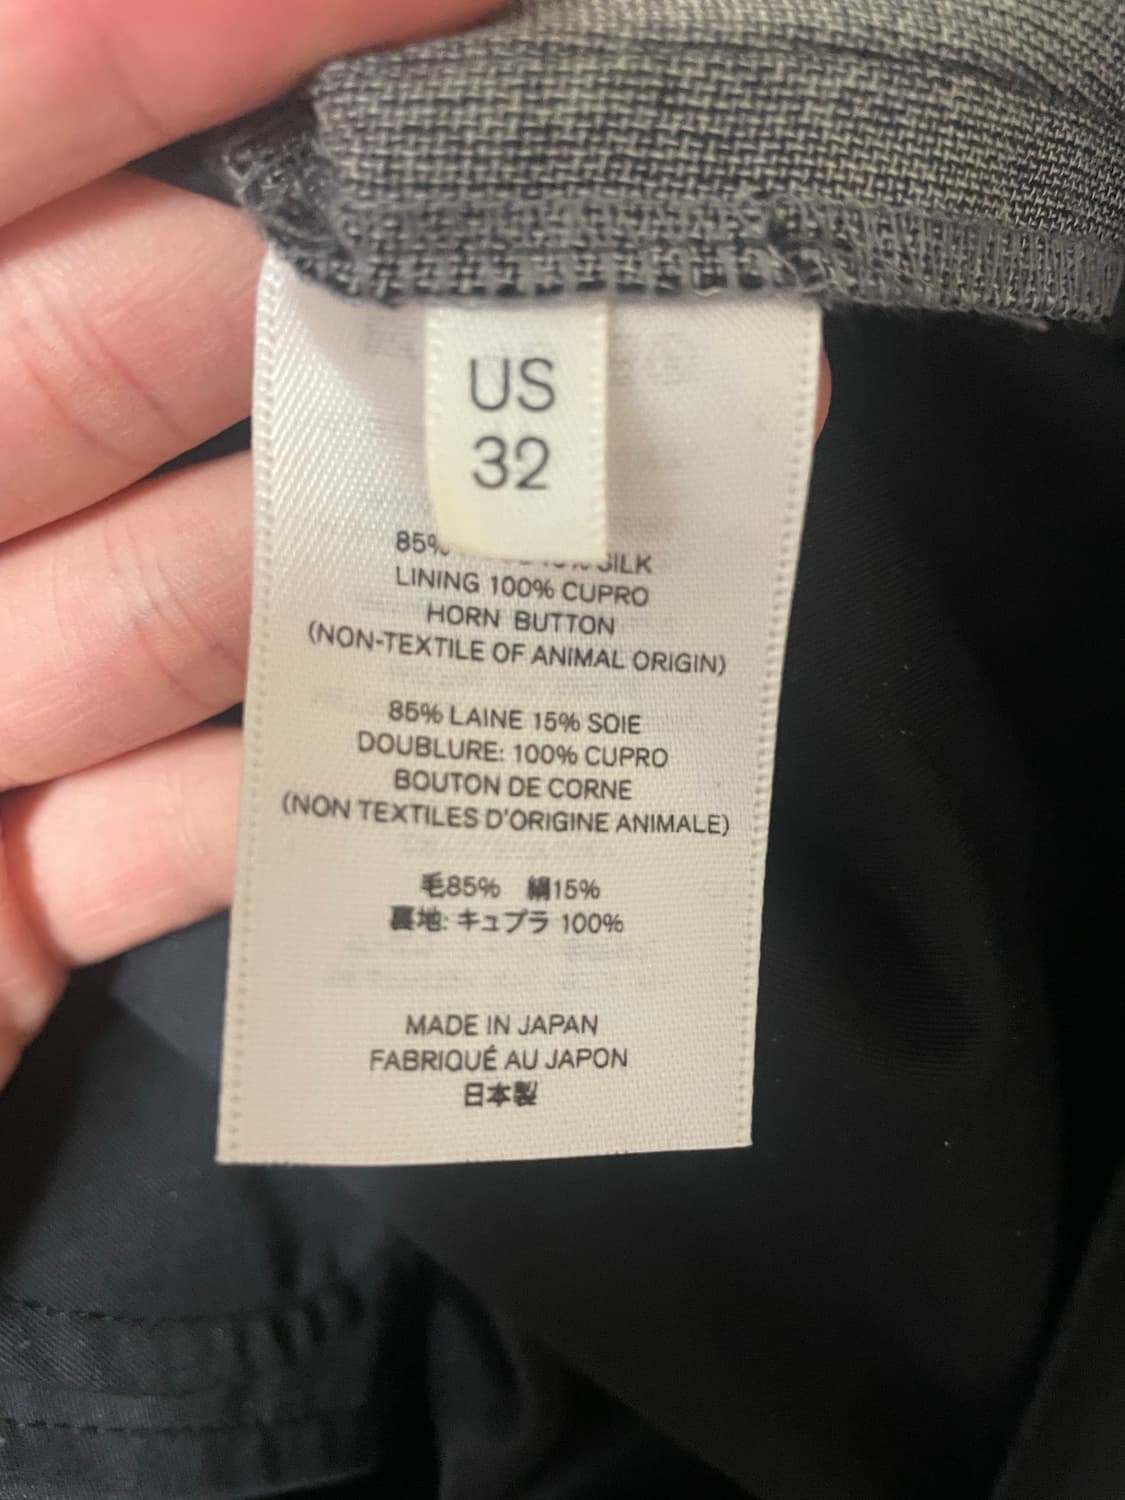 US
32
85% SILK
LINING 100% CUPRO
HORN BUTTON
(NON-TEXTILE OF ANIMAL ORIGIN)
85% LAINE 15% SOIE
DOUBLURE: 100% CUPRO
BOUTON DE CORNE
(NON TEXTILES D'ORIGINE ANIMALE)
毛85% 絹15%
裏地: キュプラ 100%
MADE IN JAPAN
FABRIQUÉ AU JAPON
日本製